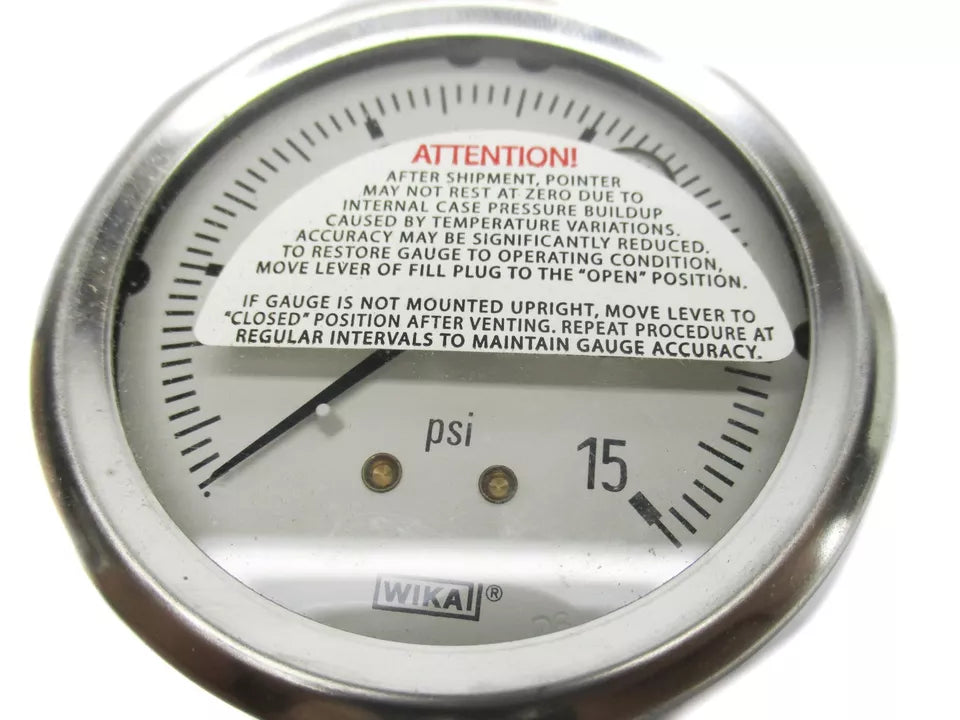 ATTENTION!
AFTER SHIPMENT, POINTER
MAY NOT REST AT ZERO DUE TO
INTERNAL CASE PRESSURE BUILDUP
CAUSED BY TEMPERATURE VARIATIONS.
ACCURACY MAY BE SIGNIFICANTLY REDUCED.
TO RESTORE GAUGE TO OPERATING CONDITION,
MOVE LEVER OF FILL PLUG TO THE "OPEN" POSITION.
IF GAUGE IS NOT MOUNTED UPRIGHT, MOVE LEVER TO
"CLOSED" POSITION AFTER VENTING. REPEAT PROCEDURE AT
REGULAR INTERVALS TO MAINTAIN GAUGE ACCURACY.
psi
15
WIKA®